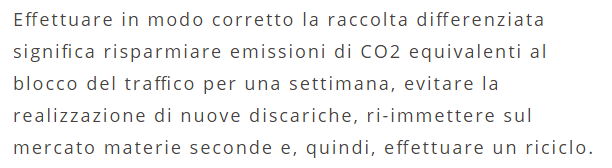 Effettuare in modo corretto la raccolta differenziata
significa risparmiare emissioni di CO2 equivalenti al
blocco del traffico per una settimana, evitare la
realizzazione di nuove discariche, ri-immettere sul
mercato materie seconde e, quindi, effettuare un riciclo.